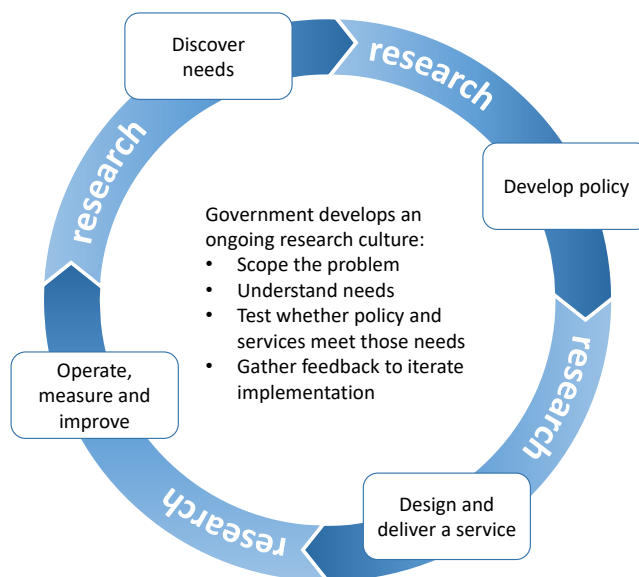 Discover
needs
research
Develop policy
research
Design and
deliver a service
research
Operate,
measure and
improve
research
Government develops an
ongoing research culture:
• Scope the problem
• Understand needs
• Test whether policy and
services meet those needs
• Gather feedback to iterate
implementation